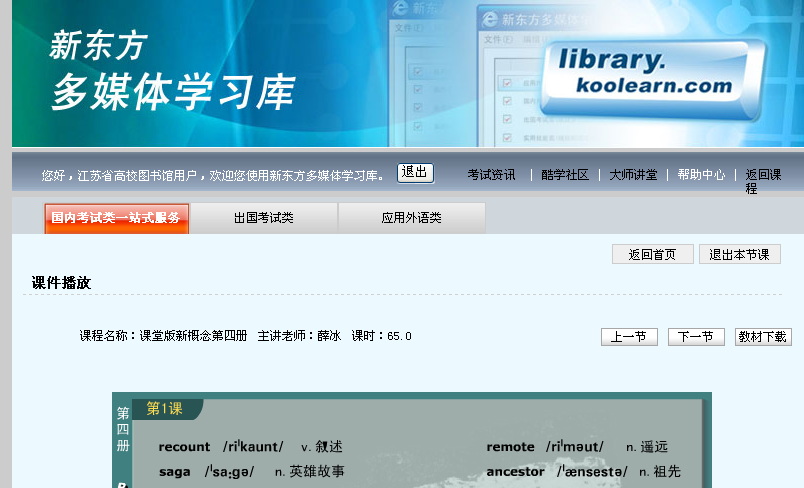 新东方
多媒体学习库
新东方多媒体
文件(F)
文件(F) 编辑
library.
koolearn.com
您好，江苏省高校图书馆用户，欢迎您使用新东方多媒体学习库。 退出 考试资讯 | 酷学社区 | 大师讲堂 | 帮助中心 | 返回课程
国内考试类一站式服务 出国考试类 应用外语类
返回首页 退出本节课
课件播放
课程名称：课堂版新概念第四册 主讲老师：薛冰 课时：65.0 上一节 下一节 教材下载
第四册
第1课
recount /riˈkaunt/ v. 叙述 remote /riˈməut/ n. 遥远
saga /ˈsa:gə/ n. 英雄故事 ancestor /ˈænsestə/ n. 祖先